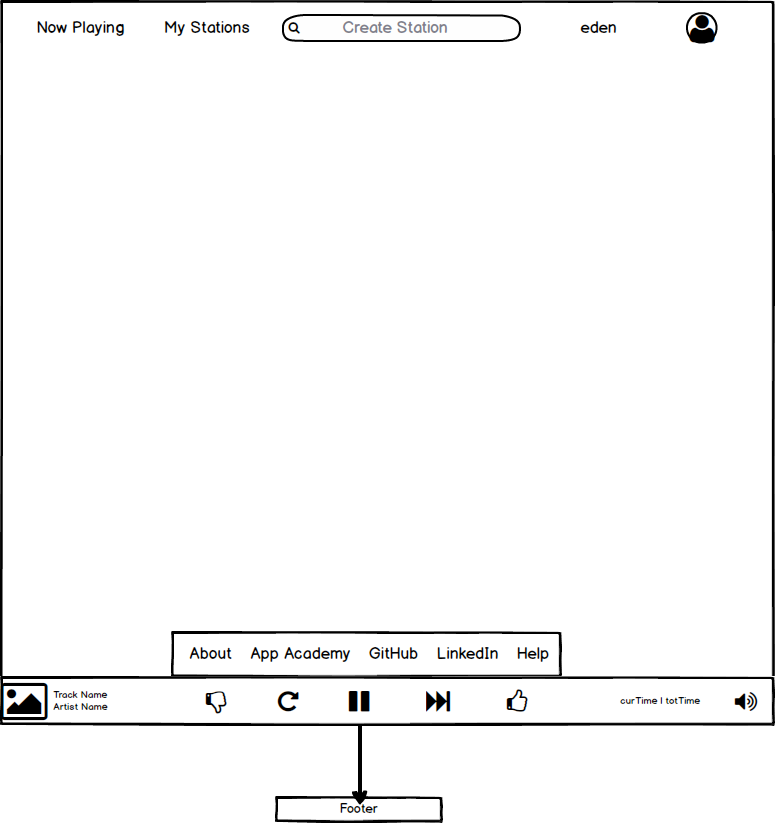 Now Playing My Stations Create Station eden
About App Academy GitHub LinkedIn Help
Track Name
Artist Name
curTime | totTime
Footer